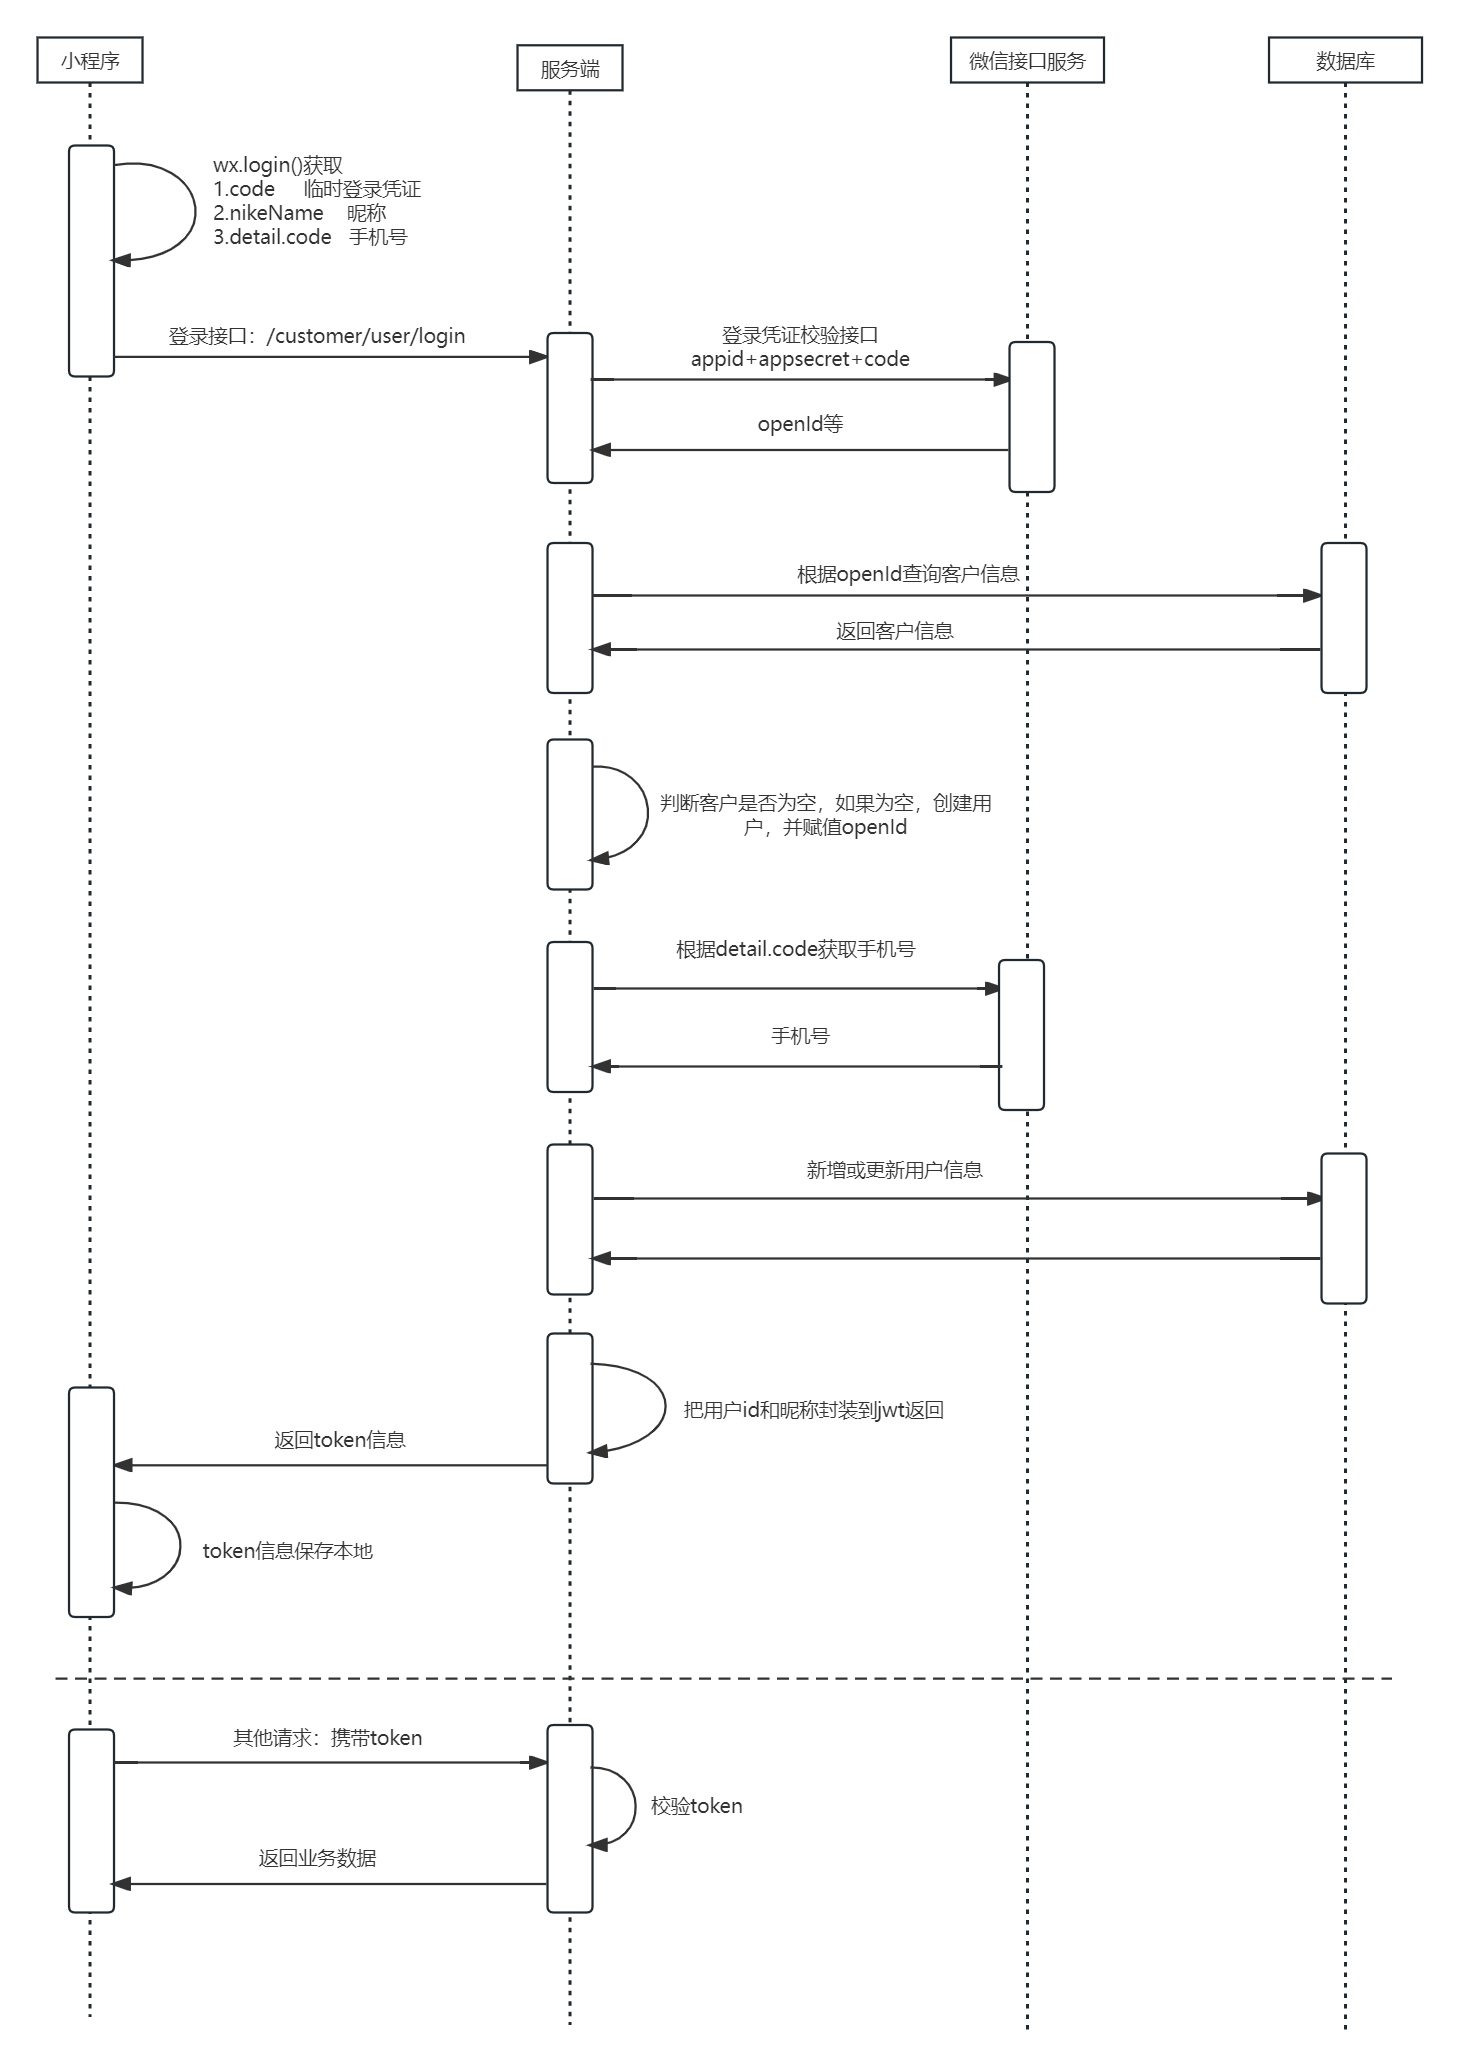 小程序
服务端
微信接口服务
数据库
wx.login()获取
1.code 临时登录凭证
2.nikeName 昵称
3.detail.code 手机号
登录接口：/customer/user/login
登录凭证校验接口
appid+appsecret+code
openId等
根据openId查询客户信息
返回客户信息
判断客户是否为空，如果为空，创建用
户，并赋值openId
根据detail.code获取手机号
手机号
新增或更新用户信息
把用户id和昵称封装到jwt返回
返回token信息
token信息保存本地
其他请求：携带token
校验token
返回业务数据